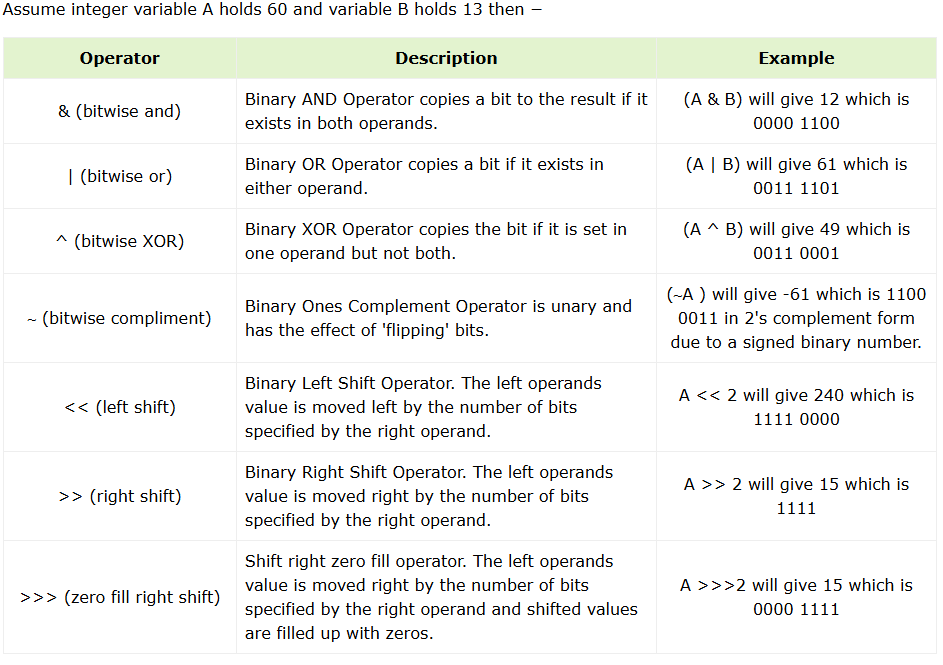 Assume integer variable A holds 60 and variable B holds 13 then −
Operator
Description
Example
& (bitwise and)
Binary AND Operator copies a bit to the result if it
exists in both operands.
(A & B) will give 12 which is
0000 1100
| (bitwise or)
Binary OR Operator copies a bit if it exists in
either operand.
(A | B) will give 61 which is
0011 1101
^ (bitwise XOR)
Binary XOR Operator copies the bit if it is set in
one operand but not both.
(A ^ B) will give 49 which is
0011 0001
~ (bitwise compliment)
Binary Ones Complement Operator is unary and
has the effect of 'flipping' bits.
(~A ) will give -61 which is 1100
0011 in 2's complement form
due to a signed binary number.
<< (left shift)
Binary Left Shift Operator. The left operands
value is moved left by the number of bits
specified by the right operand.
A << 2 will give 240 which is
1111 0000
>> (right shift)
Binary Right Shift Operator. The left operands
value is moved right by the number of bits
specified by the right operand.
A >> 2 will give 15 which is
1111
>>> (zero fill right shift)
Shift right zero fill operator. The left operands
value is moved right by the number of bits
specified by the right operand and shifted values
are filled up with zeros.
A >>>2 will give 15 which is
0000 1111